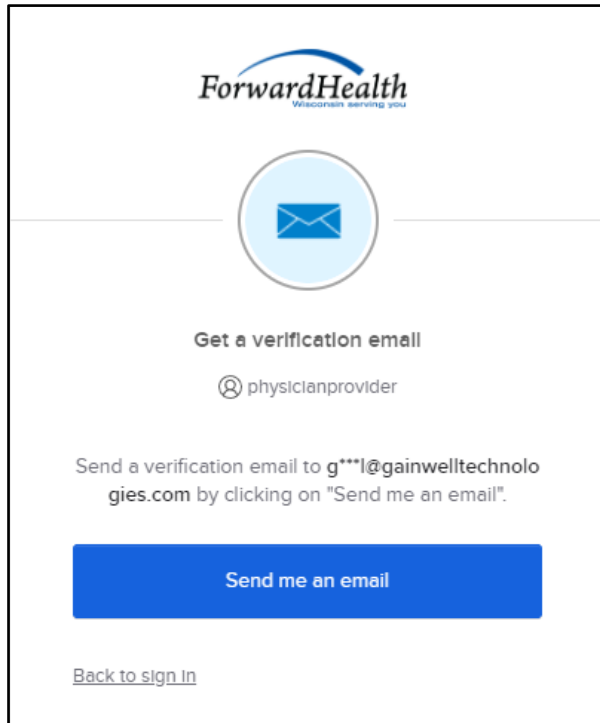 ForwardHealth
Wisconsin serving you
Get a verification email
physicianprovider
Send a verification email to g***l@gainwelltechnolo
gies.com by clicking on "Send me an email".
Send me an email
Back to sign in